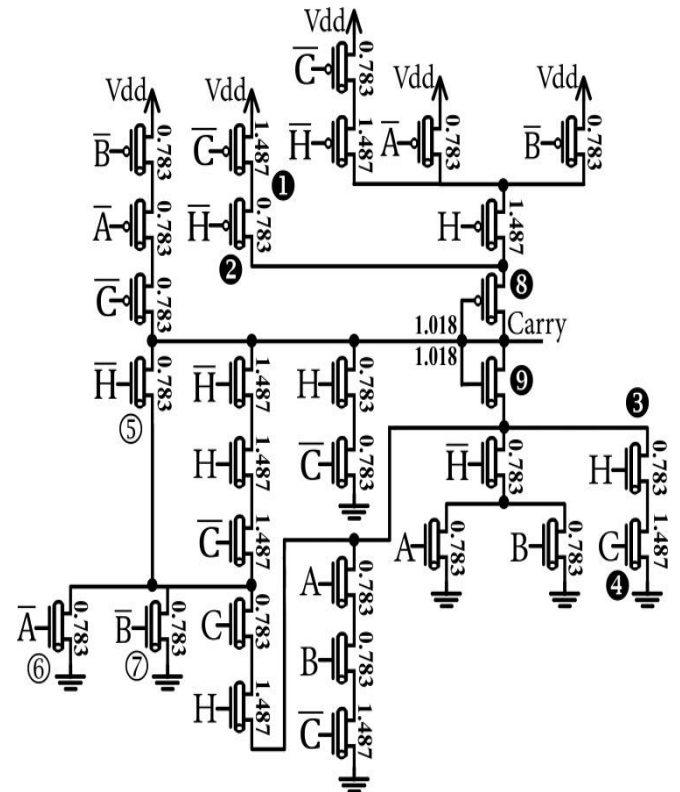 Vdd
C̅ 0.783
Vdd Vdd Vdd Vdd
B̅ 0.783 C̅ 1.487 H̅ 1.487 A̅ 0.783 B̅ 0.783
❶
A̅ 0.783 H̅ 0.783 H 1.487
❷
C̅ 0.783 ❽
1.018 Carry
1.018
H̅ 0.783 H̅ 1.487 H 0.783 ❾
⑤ ❸
H 1.487 C̅ 0.783 H̅ 0.783 H 0.783
C̅ 1.487 A 0.783 B 0.783 C 1.487
A 0.783 ❹
A̅ 0.783 B̅ 0.783 C 0.783
⑥ ⑦ B 0.783
H 1.487
C̅ 1.487